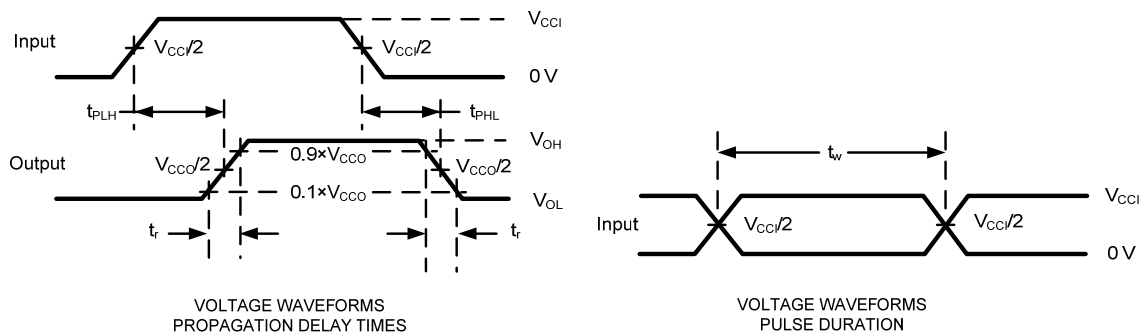 V_CCI
Input
V_CCI/2
V_CCI/2
0 V
t_PLH
t_PHL
V_OH
Output
V_CCO/2
0.9×V_CCO
V_CCO/2
0.1×V_CCO
V_OL
t_r
t_r
VOLTAGE WAVEFORMS
PROPAGATION DELAY TIMES
t_w
V_CCI
Input
V_CCI/2
V_CCI/2
0 V
VOLTAGE WAVEFORMS
PULSE DURATION